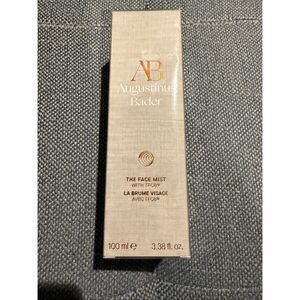 AB
Augustinus
Bader
THE FACE MIST
WITH TFC8®
LA BRUME VISAGE
AVEC TFC8®
100 ml ℮ 3.38 fl. oz.